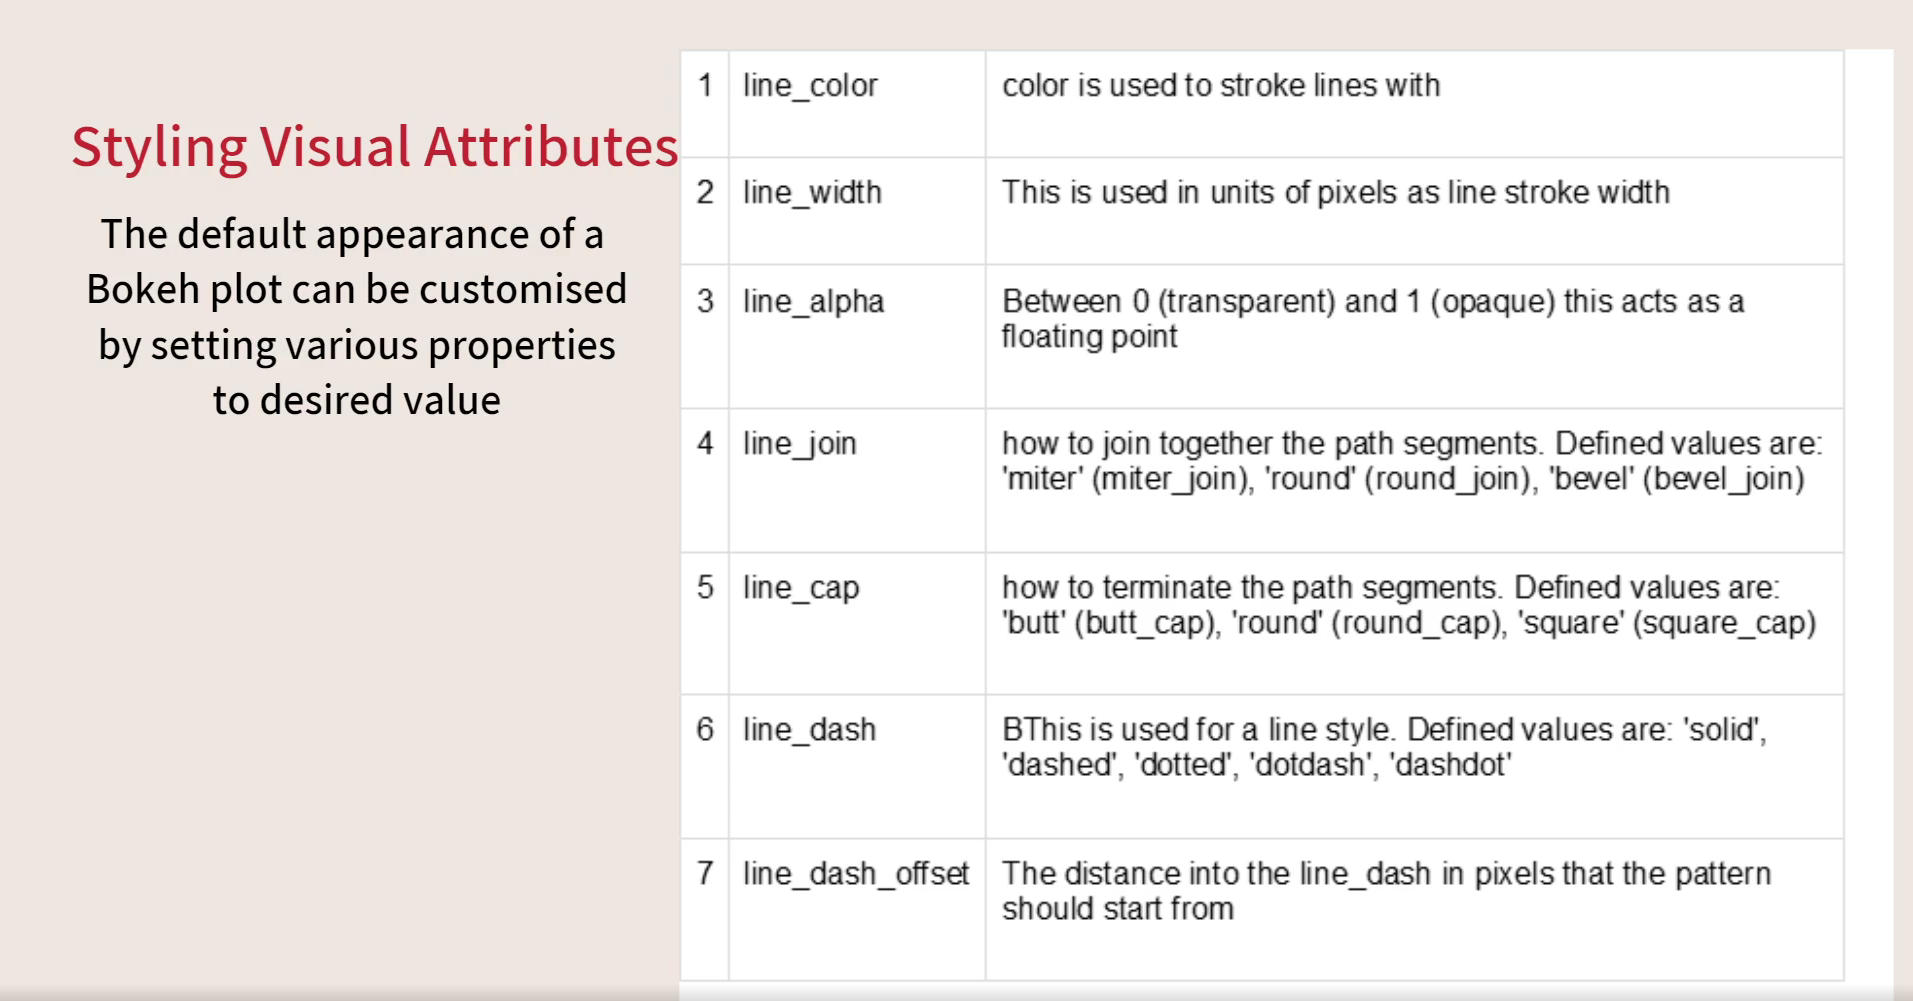 Styling Visual Attributes
The default appearance of a
Bokeh plot can be customised
by setting various properties
to desired value
1 line_color color is used to stroke lines with
2 line_width This is used in units of pixels as line stroke width
3 line_alpha Between 0 (transparent) and 1 (opaque) this acts as a
floating point
4 line_join how to join together the path segments. Defined values are:
'miter' (miter_join), 'round' (round_join), 'bevel' (bevel_join)
5 line_cap how to terminate the path segments. Defined values are:
'butt' (butt_cap), 'round' (round_cap), 'square' (square_cap)
6 line_dash BThis is used for a line style. Defined values are: 'solid',
'dashed', 'dotted', 'dotdash', 'dashdot'
7 line_dash_offset The distance into the line_dash in pixels that the pattern
should start from